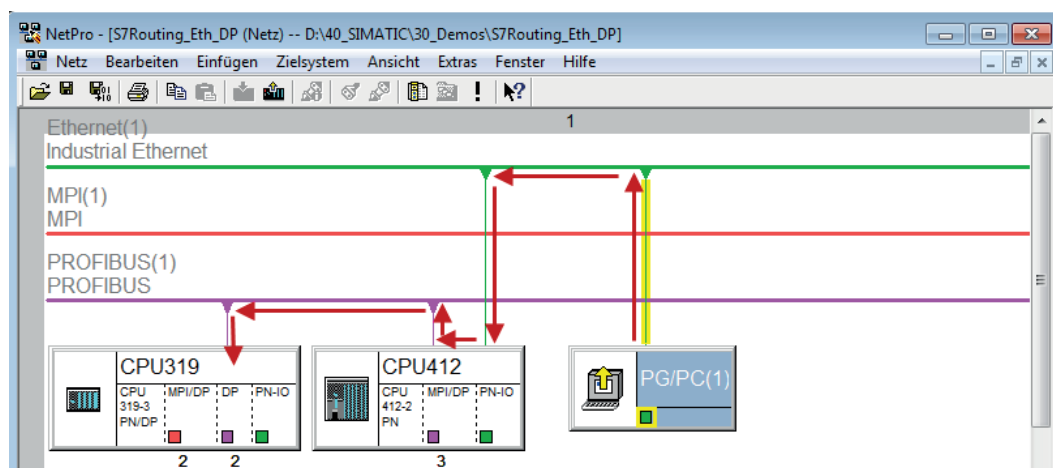 NetPro - [S7Routing_Eth_DP (Netz) -- D:\40_SIMATIC\30_Demos\S7Routing_Eth_DP]
Netz Bearbeiten Einfügen Zielsystem Ansicht Extras Fenster Hilfe
1
Ethernet(1)
Industrial Ethernet
MPI(1)
MPI
PROFIBUS(1)
PROFIBUS
CPU319
CPU 319-3 PN/DP
MPI/DP
DP
PN-IO
2
2
CPU412
CPU 412-2 PN
MPI/DP
PN-IO
3
PG/PC(1)